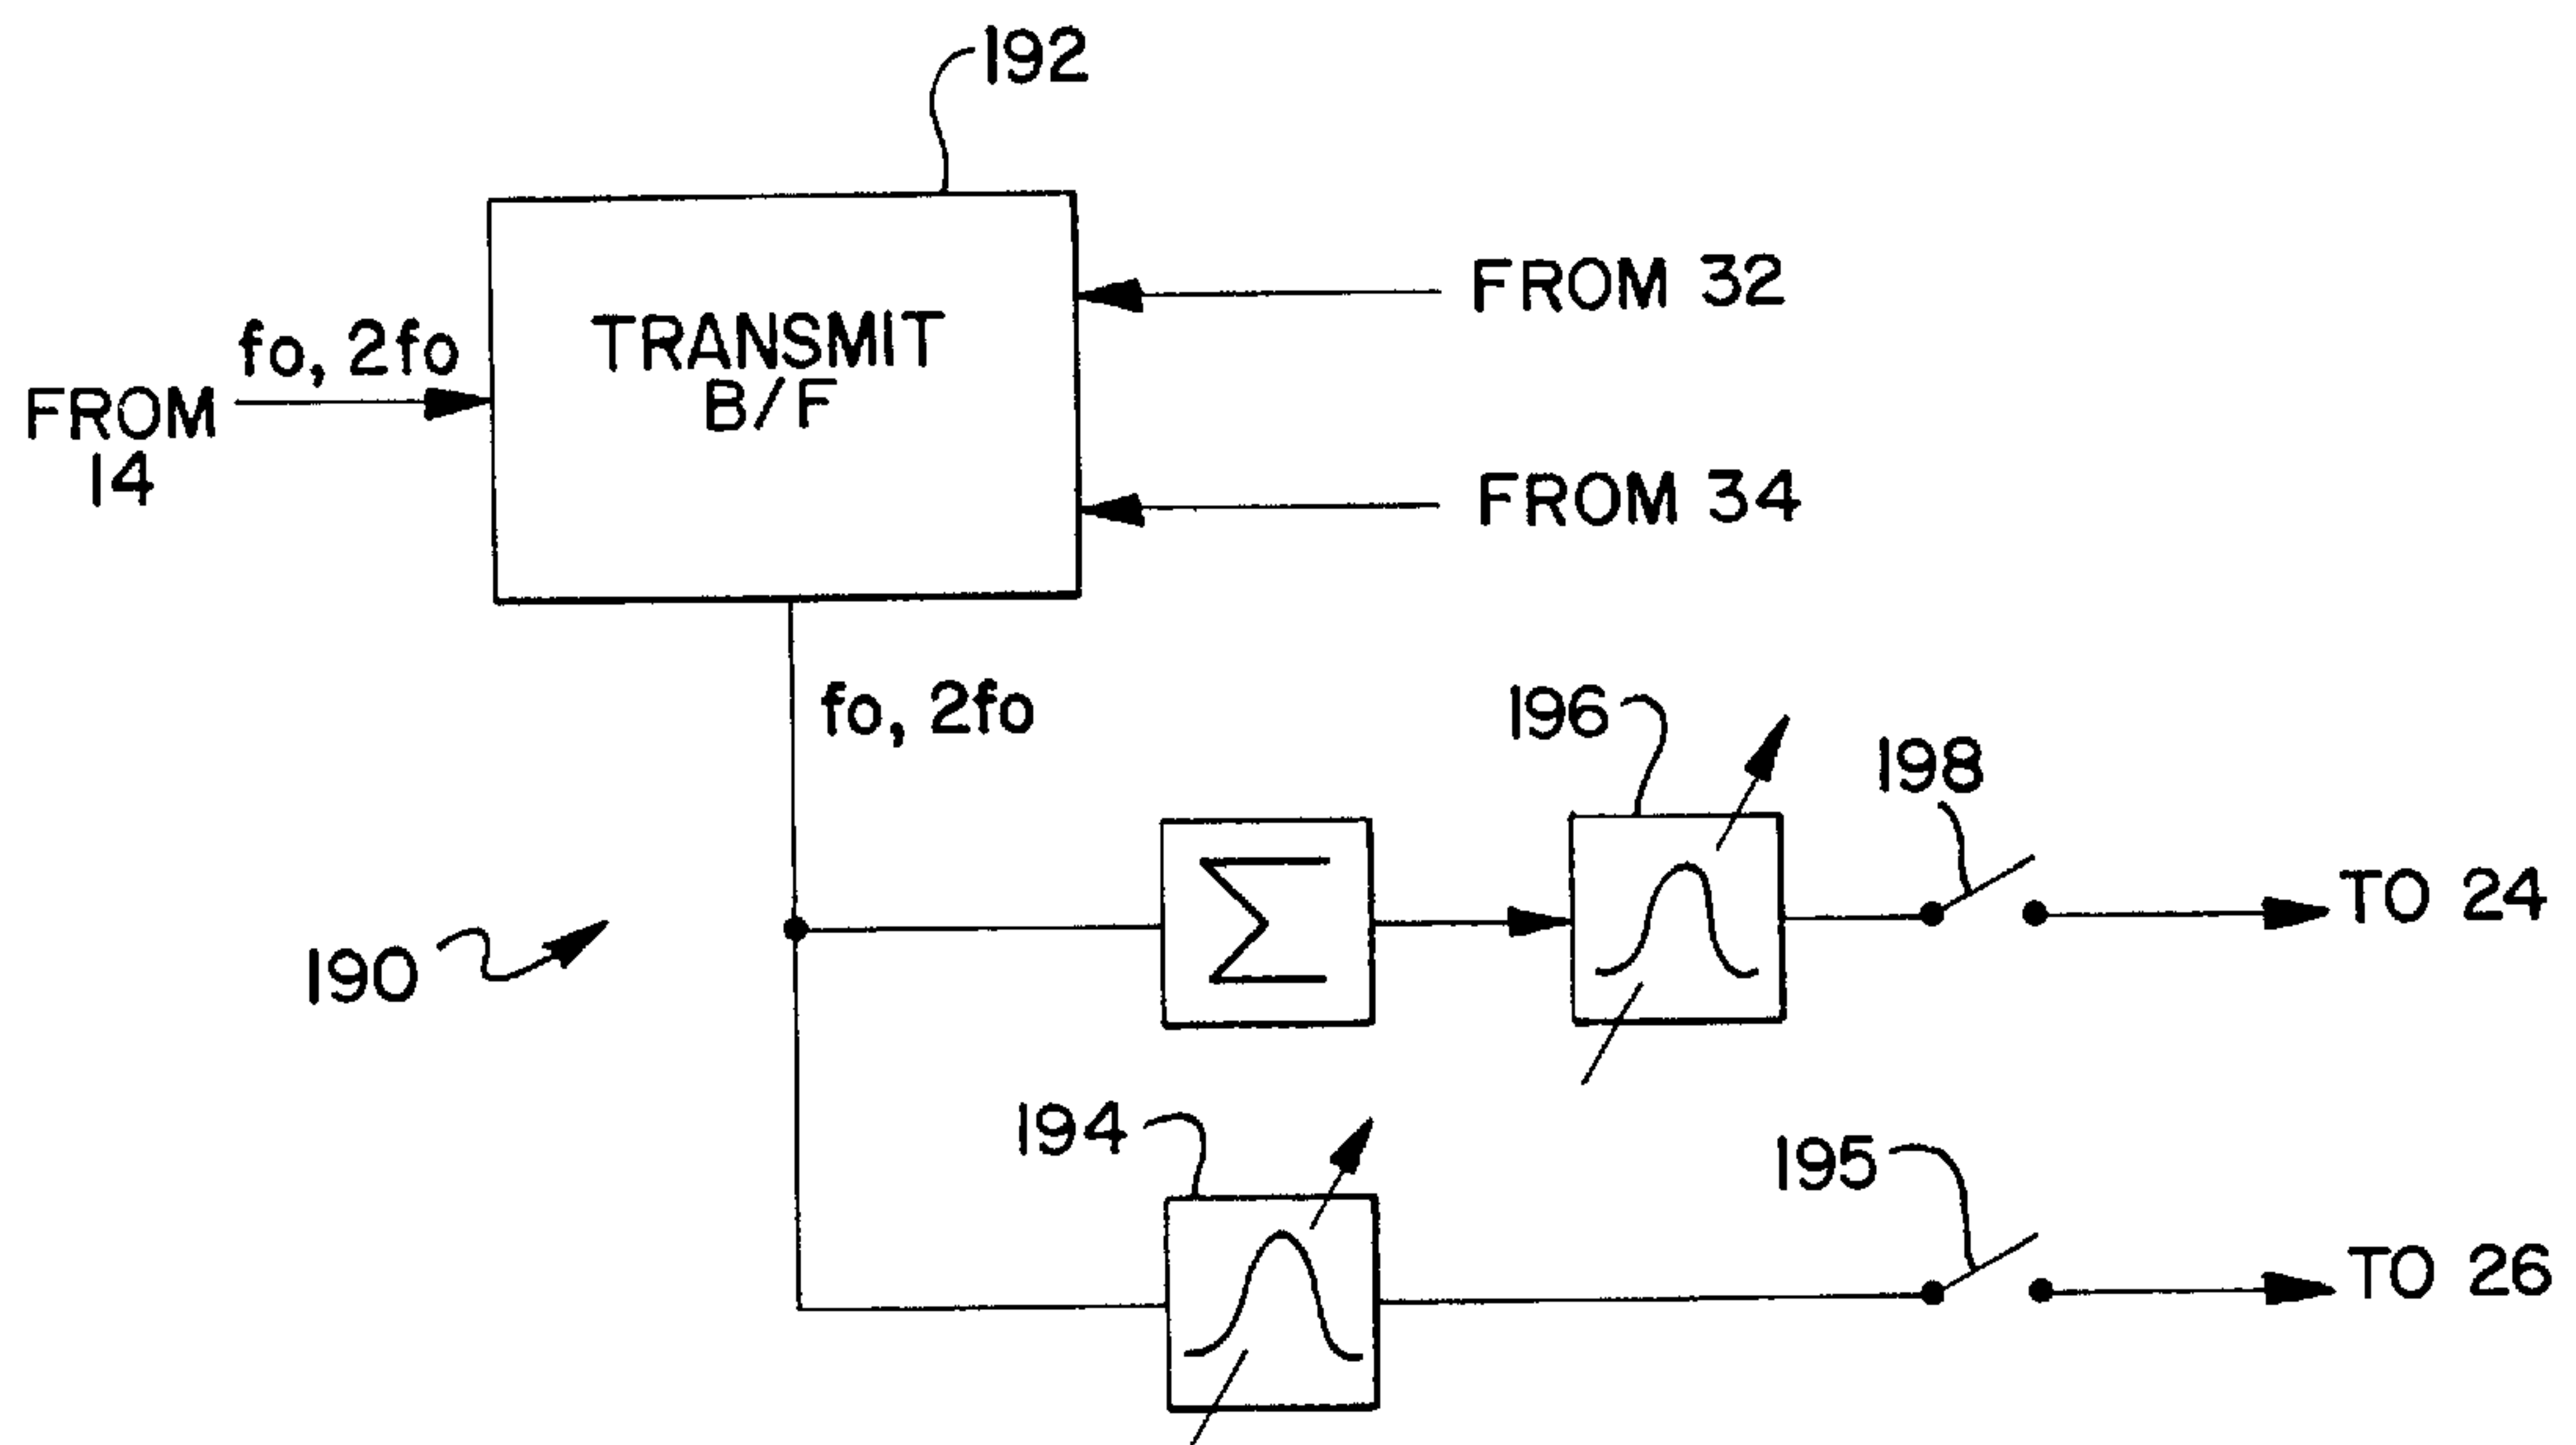 192
TRANSMIT
B/F
fo, 2fo
FROM
14
FROM 32
FROM 34
fo, 2fo
196
198
Σ
TO 24
190
194
195
TO 26